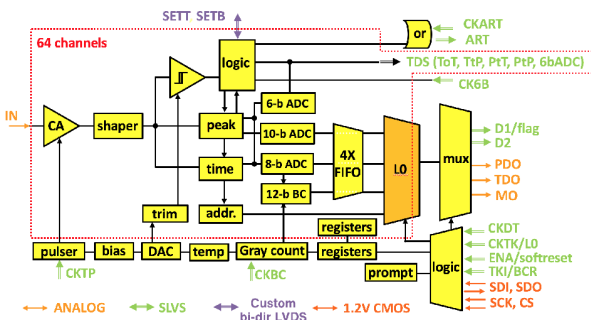 SETT SETB
CKART
or
ART
64 channels
logic
TDS (ToT, TtP, PtT, PtP, 6bADC)
CK6B
IN
CA
shaper
peak
6-b ADC
10-b ADC
time
8-b ADC
4X
FIFO
L0
mux
D1/flag
D2
PDO
TDO
MO
12-b BC
trim
addr.
registers
pulser
bias
DAC
temp
Gray count
registers
prompt
logic
CKDT
CKTK/L0
ENA/softreset
TKI/BCR
SDI, SDO
SCK, CS
CKTP
CKBC
ANALOG
SLVS
Custom
bi-dir LVDS
1.2V CMOS